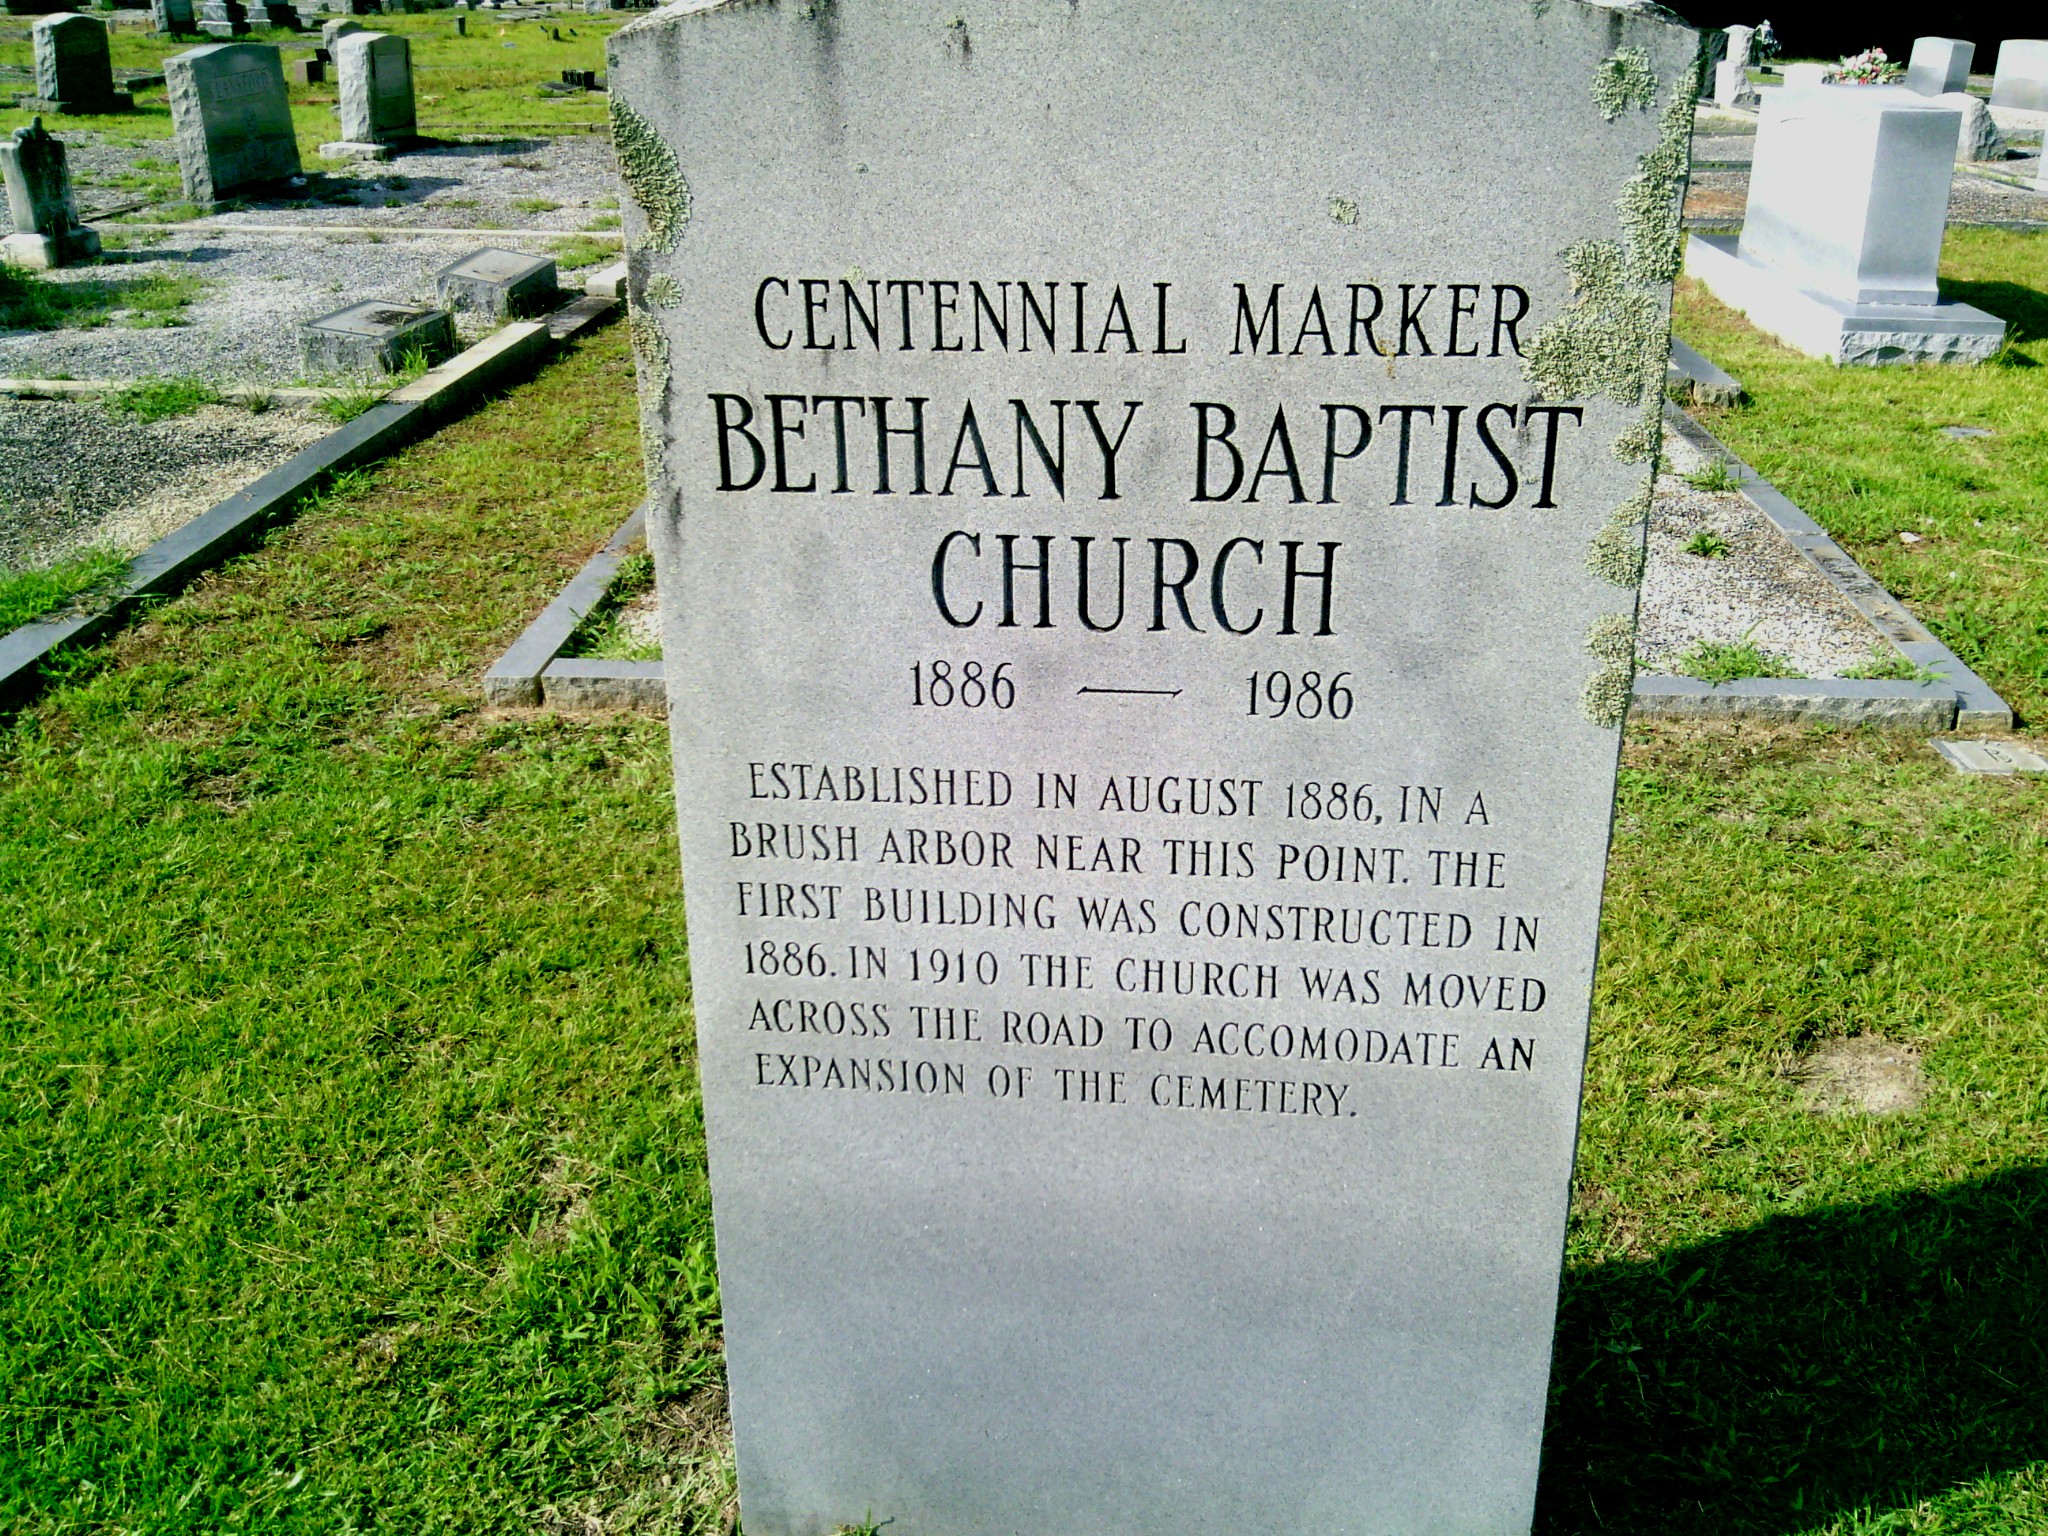 CENTENNIAL MARKER
BETHANY BAPTIST
CHURCH
1886 — 1986
ESTABLISHED IN AUGUST 1886, IN A
BRUSH ARBOR NEAR THIS POINT. THE
FIRST BUILDING WAS CONSTRUCTED IN
1886. IN 1910 THE CHURCH WAS MOVED
ACROSS THE ROAD TO ACCOMODATE AN
EXPANSION OF THE CEMETERY.